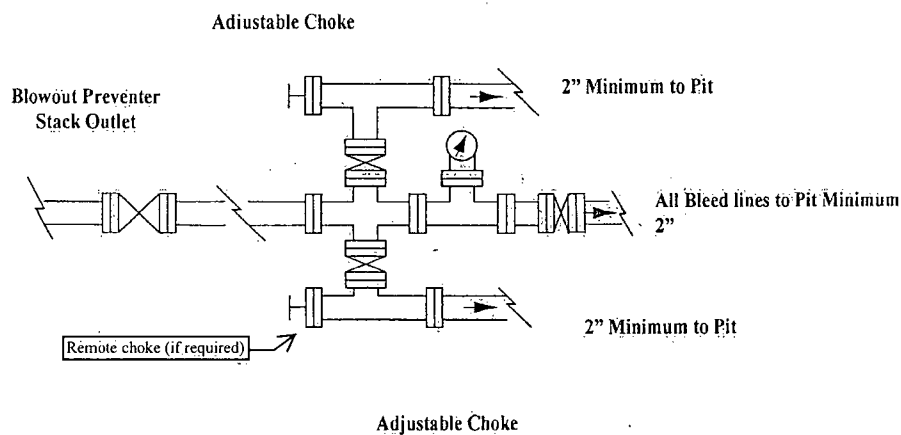 Adjustable Choke
2” Minimum to Pit
Blowout Preventer
Stack Outlet
All Bleed lines to Pit Minimum
2”
2” Minimum to Pit
Remote choke (if required)
Adjustable Choke